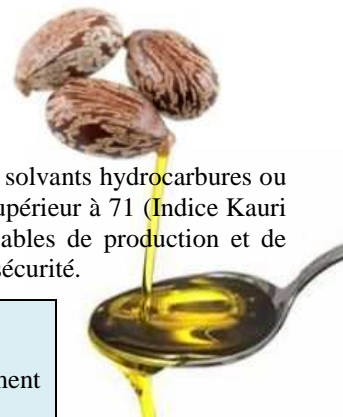 solvants hydrocarbures ou
upérieur à 71 (Indice Kauri
ables de production et de
écurité.
ment